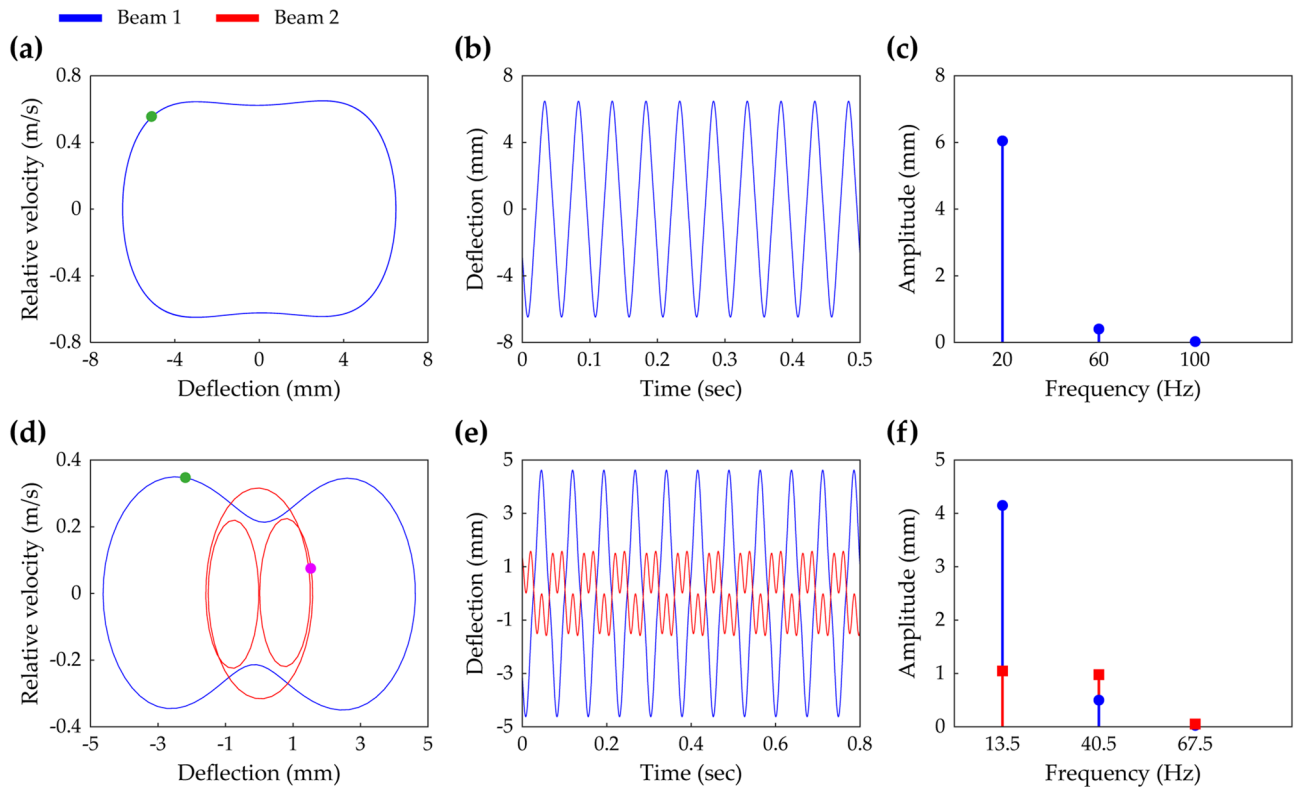 Beam 1 Beam 2
(a)
0.8
0.4
0
-0.4
-0.8
-8 -4 0 4 8
Relative velocity (m/s)
Deflection (mm)
(b)
8
4
0
-4
-8
0 0.1 0.2 0.3 0.4 0.5
Deflection (mm)
Time (sec)
(c)
8
6
4
2
0
20 60 100
Amplitude (mm)
Frequency (Hz)
(d)
0.4
0.2
0
-0.2
-0.4
-5 -3 -1 1 3 5
Relative velocity (m/s)
Deflection (mm)
(e)
5
3
1
-1
-3
-5
0 0.2 0.4 0.6 0.8
Deflection (mm)
Time (sec)
(f)
5
4
3
2
1
0
13.5 40.5 67.5
Amplitude (mm)
Frequency (Hz)